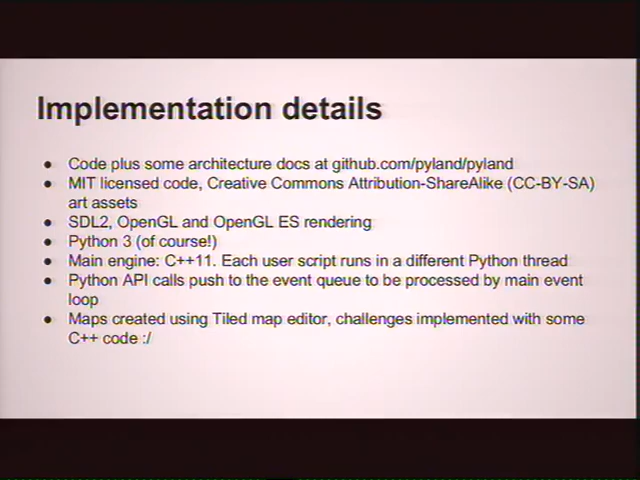 Implementation details
● Code plus some architecture docs at github.com/pyland/pyland
● MIT licensed code, Creative Commons Attribution-ShareAlike (CC-BY-SA)
art assets
● SDL2, OpenGL and OpenGL ES rendering
● Python 3 (of course!)
● Main engine: C++11. Each user script runs in a different Python thread
● Python API calls push to the event queue to be processed by main event
loop
● Maps created using Tiled map editor, challenges implemented with some
C++ code :/